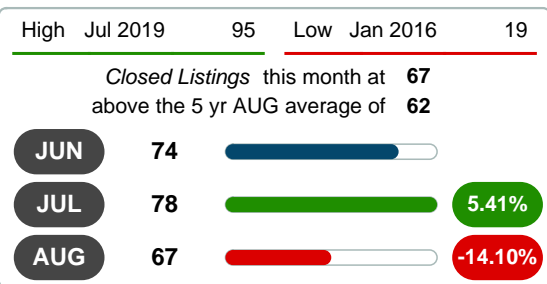 High Jul 2019 95 Low Jan 2016 19
Closed Listings this month at 67
above the 5 yr AUG average of 62
JUN 74
JUL 78 5.41%
AUG 67 -14.10%